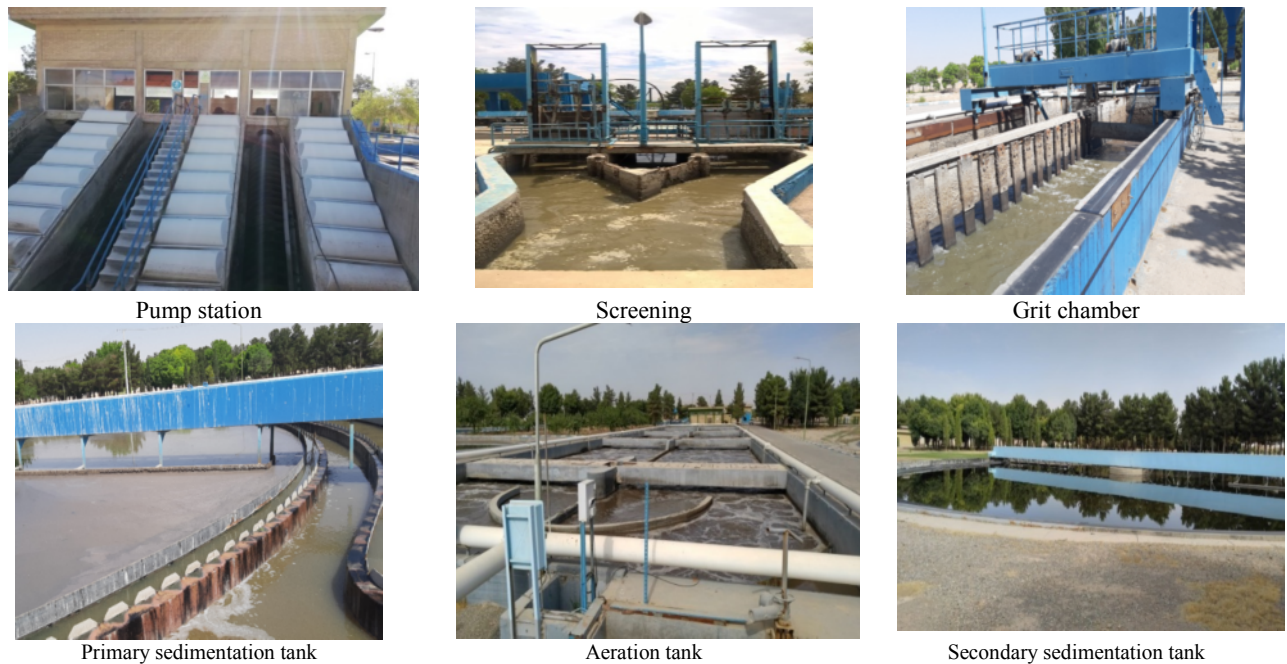 Pump station
Screening
Grit chamber
Primary sedimentation tank
Aeration tank
Secondary sedimentation tank